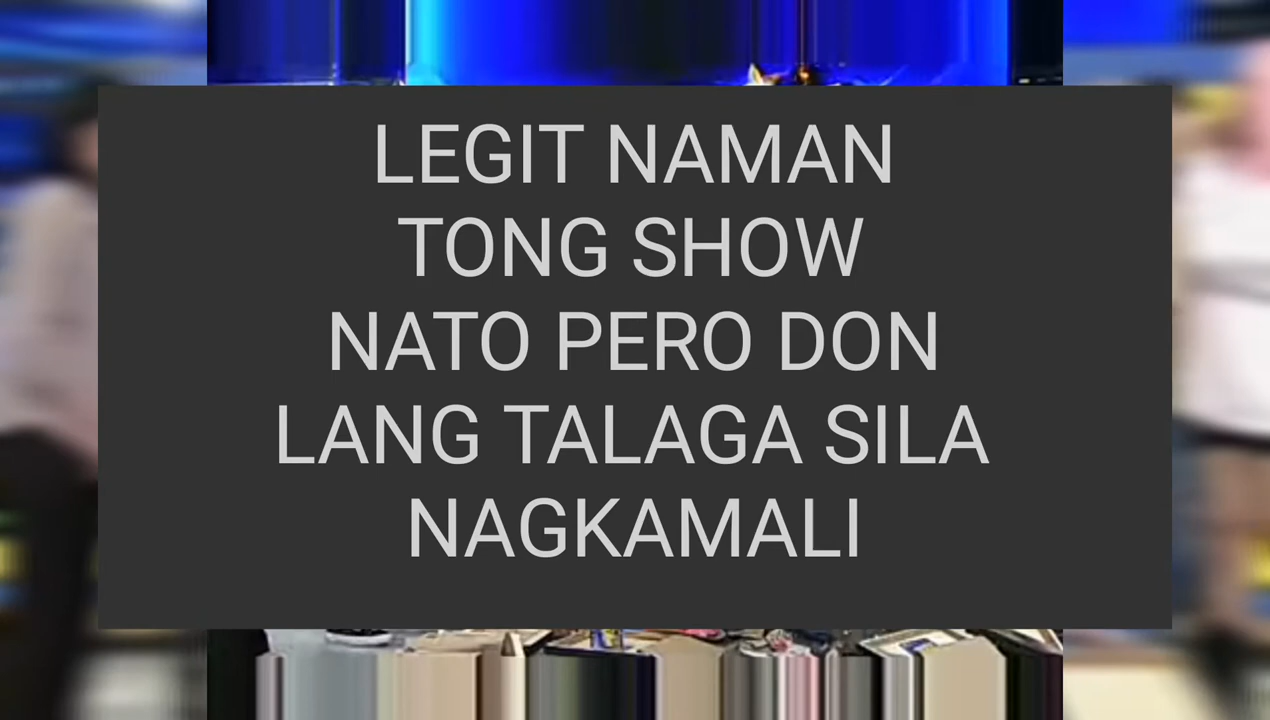 LEGIT NAMAN
TONG SHOW
NATO PERO DON
LANG TALAGA SILA
NAGKAMALI